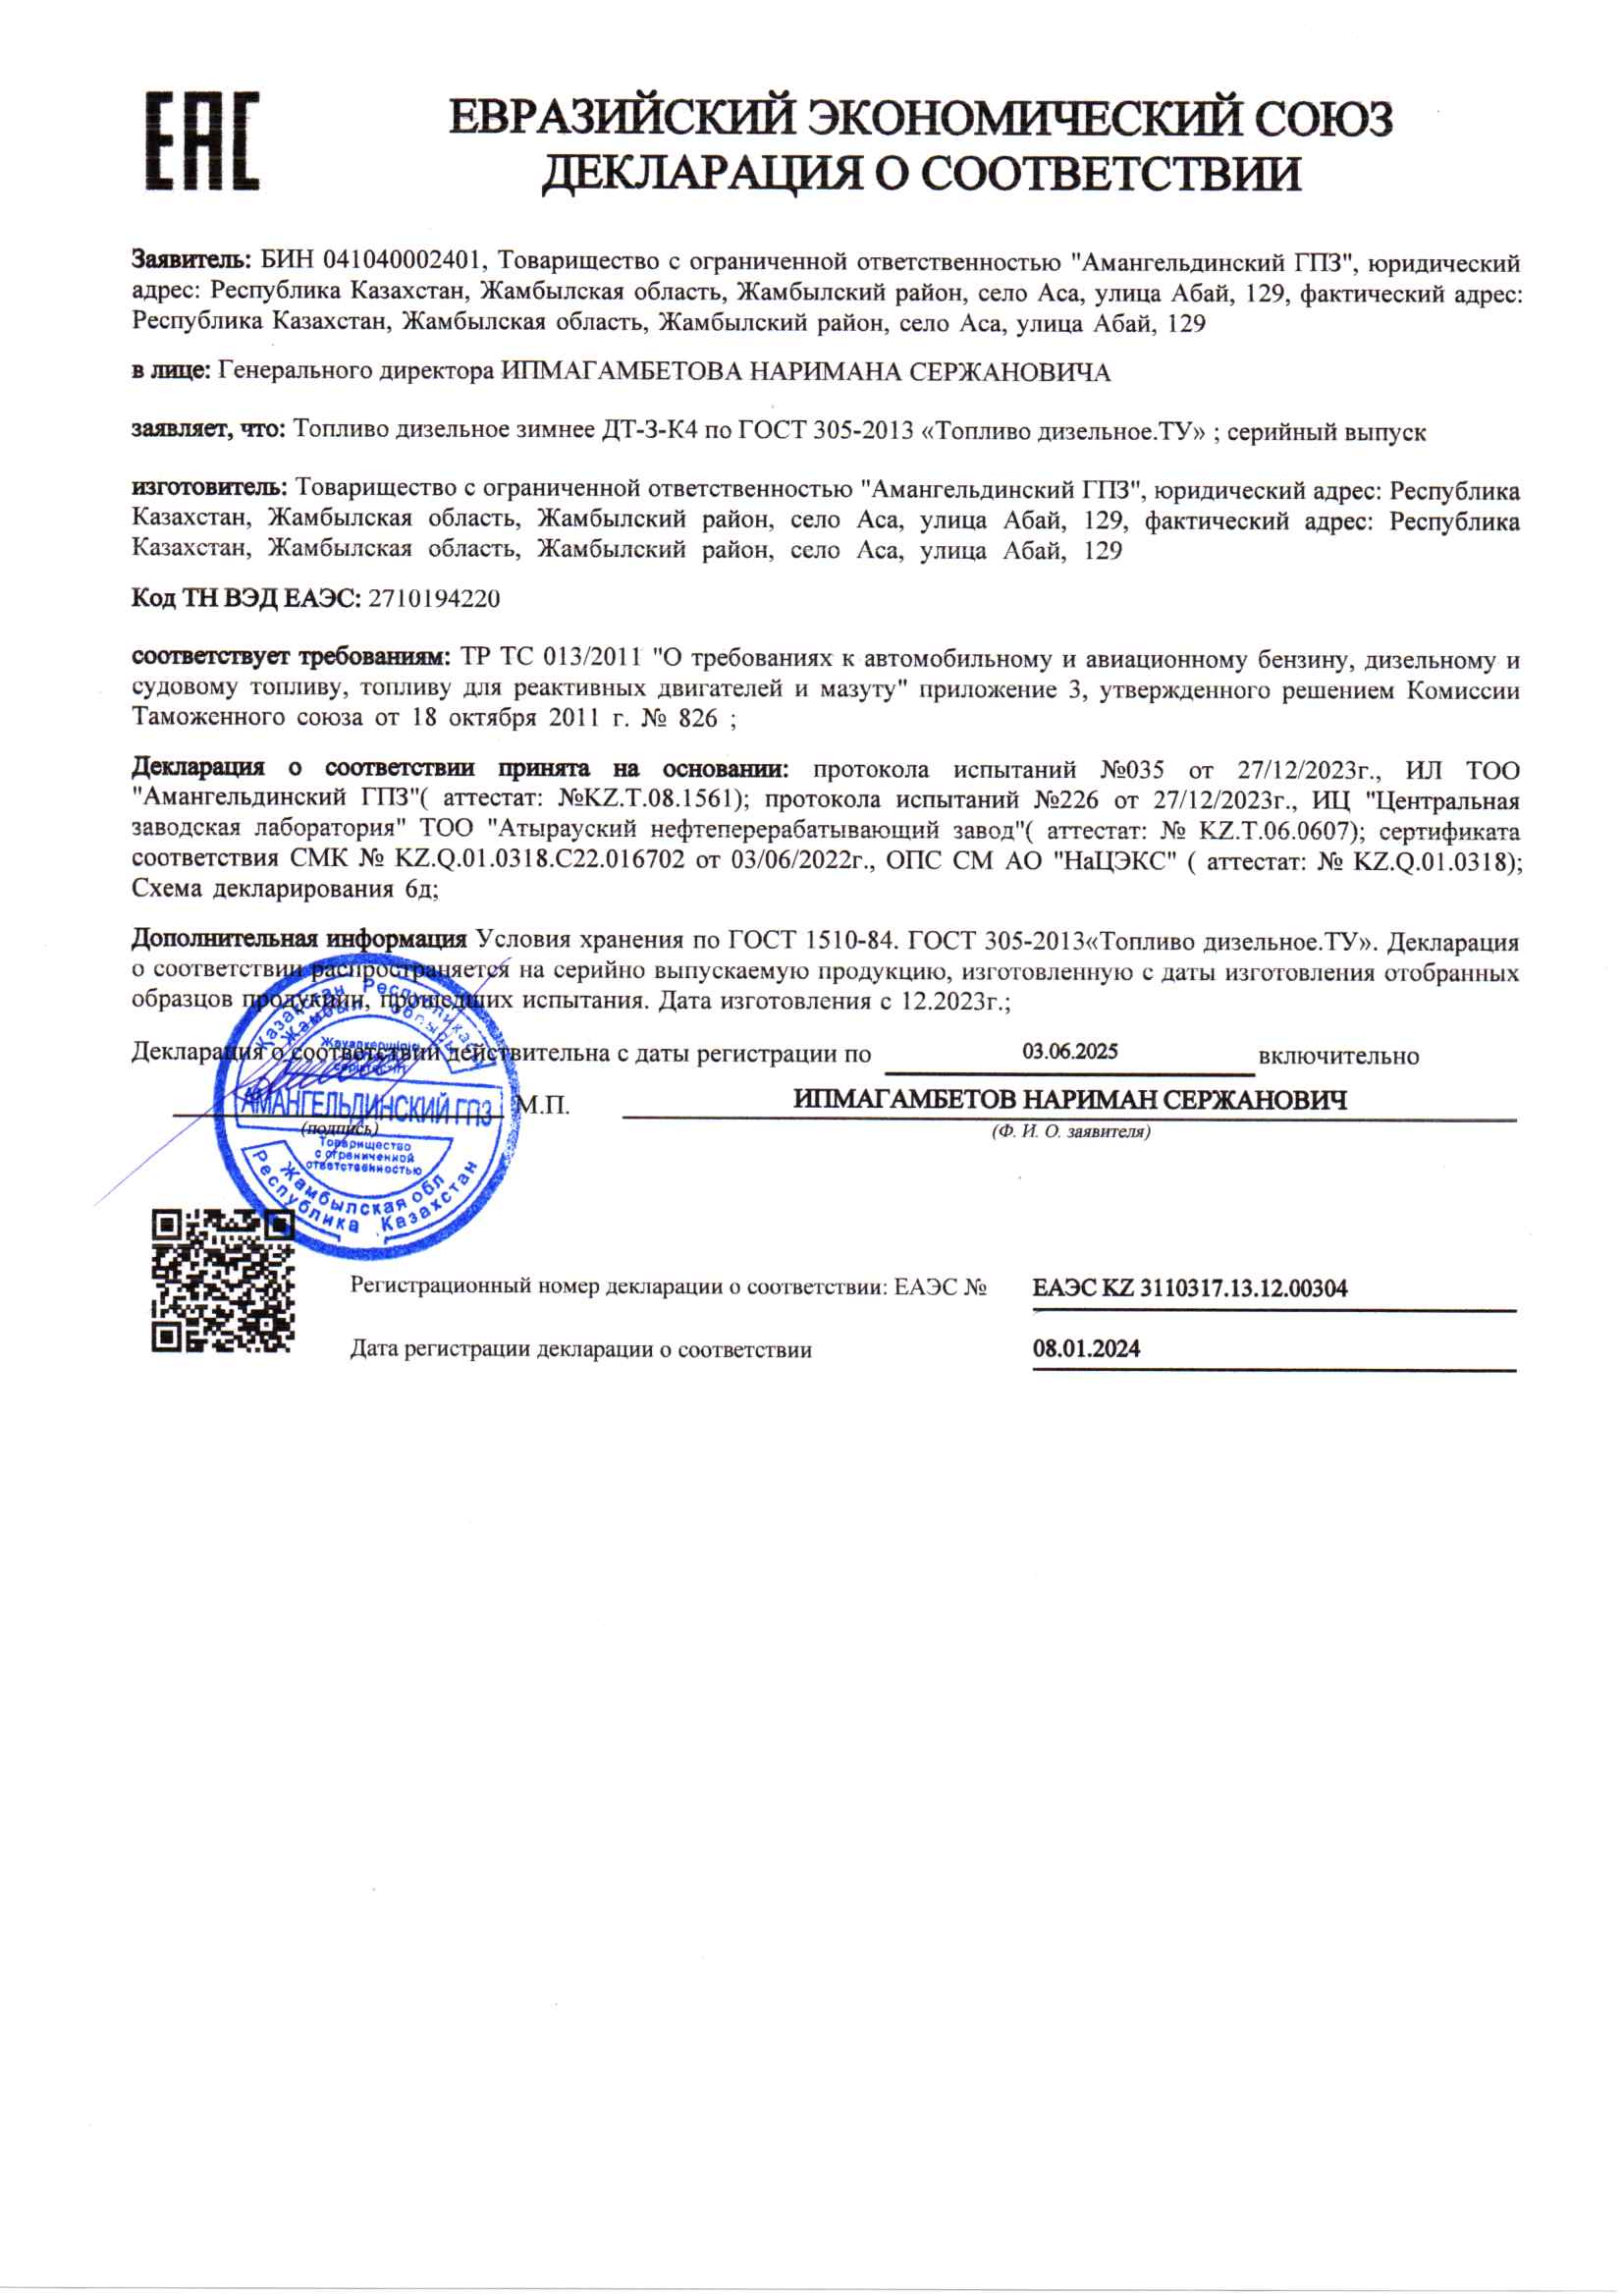 EAC
ЕВРАЗИЙСКИЙ ЭКОНОМИЧЕСКИЙ СОЮЗ
ДЕКЛАРАЦИЯ О СООТВЕТСТВИИ
Заявитель: БИН 041040002401, Товарищество с ограниченной ответственностью "Амангельдинский ГПЗ", юридический
адрес: Республика Казахстан, Жамбылская область, Жамбылский район, село Аса, улица Абай, 129, фактический адрес:
Республика Казахстан, Жамбылская область, Жамбылский район, село Аса, улица Абай, 129
в лице: Генерального директора ИПМАГАМБЕТОВА НАРИМАНА СЕРЖАНОВИЧА
заявляет, что: Топливо дизельное зимнее ДТ-З-К4 по ГОСТ 305-2013 «Топливо дизельное.ТУ» ; серийный выпуск
изготовитель: Товарищество с ограниченной ответственностью "Амангельдинский ГПЗ", юридический адрес: Республика
Казахстан, Жамбылская область, Жамбылский район, село Аса, улица Абай, 129, фактический адрес: Республика
Казахстан, Жамбылская область, Жамбылский район, село Аса, улица Абай, 129
Код ТН ВЭД ЕАЭС: 2710194220
соответствует требованиям: ТР ТС 013/2011 "О требованиях к автомобильному и авиационному бензину, дизельному и
судовому топливу, топливу для реактивных двигателей и мазуту" приложение 3, утвержденного решением Комиссии
Таможенного союза от 18 октября 2011 г. № 826 ;
Декларация о соответствии принята на основании: протокола испытаний №035 от 27/12/2023г., ИЛ ТОО
"Амангельдинский ГПЗ"( аттестат: №KZ.T.08.1561); протокола испытаний №226 от 27/12/2023г., ИЦ "Центральная
заводская лаборатория" ТОО "Атырауский нефтеперерабатывающий завод"( аттестат: № KZ.T.06.0607); сертификата
соответствия СМК № KZ.Q.01.0318.C22.016702 от 03/06/2022г., ОПС СМ АО "НаЦЭКС" ( аттестат: № KZ.Q.01.0318);
Схема декларирования 6д;
Дополнительная информация Условия хранения по ГОСТ 1510-84. ГОСТ 305-2013«Топливо дизельное.ТУ». Декларация
о соответствии распространяется на серийно выпускаемую продукцию, изготовленную с даты изготовления отобранных
образцов продукции, прошедших испытания. Дата изготовления с 12.2023г.;
Декларация о соответствии действительна с даты регистрации по 03.06.2025 включительно
М.П. ИПМАГАМБЕТОВ НАРИМАН СЕРЖАНОВИЧ
(подпись) (Ф. И. О. заявителя)
Қазақстан Республикасы
Жамбыл облысы
Жауапкершілігі
АМАНГЕЛЬДИНСКИЙ ГПЗ
Товарищество
с ограниченной
ответственностью
Жамбылская обл
Республика Казахстан
Регистрационный номер декларации о соответствии: ЕАЭС № ЕАЭС KZ 3110317.13.12.00304
Дата регистрации декларации о соответствии 08.01.2024